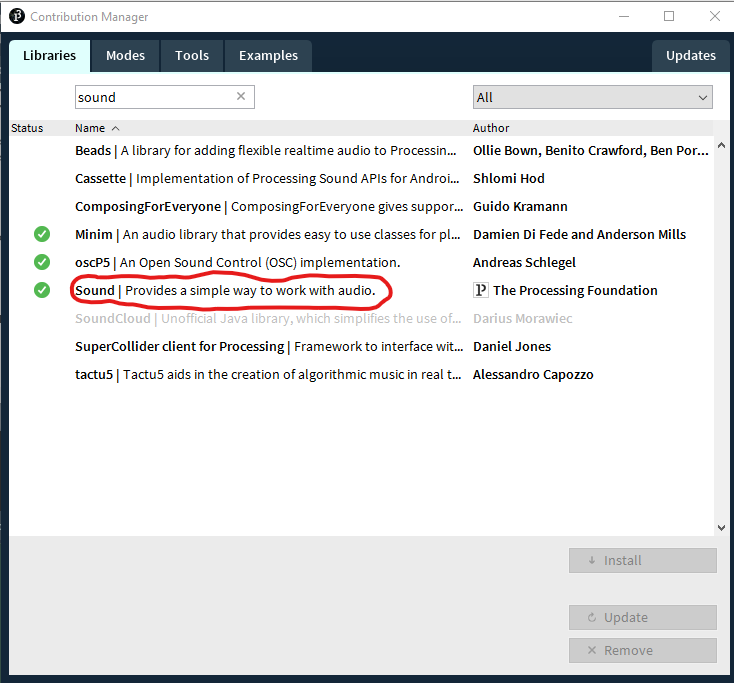 Contribution Manager
Libraries Modes Tools Examples Updates
sound All
Status Name Author
Beads | A library for adding flexible realtime audio to Processin... Ollie Bown, Benito Crawford, Ben Por...
Cassette | Implementation of Processing Sound APIs for Androi... Shlomi Hod
ComposingForEveryone | ComposingForEveryone gives suppor... Guido Kramann
Minim | An audio library that provides easy to use classes for pl... Damien Di Fede and Anderson Mills
oscP5 | An Open Sound Control (OSC) implementation. Andreas Schlegel
Sound | Provides a simple way to work with audio. The Processing Foundation
SoundCloud | Unofficial Java library, which simplifies the use of... Darius Morawiec
SuperCollider client for Processing | Framework to interface wit... Daniel Jones
tactu5 | Tactu5 aids in the creation of algorithmic music in real t... Alessandro Capozzo
Install
Update
Remove